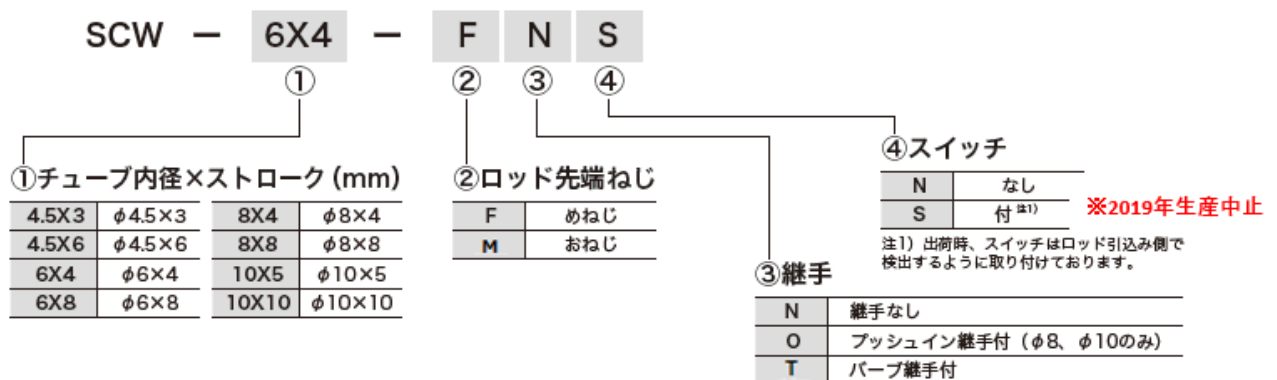 SCW － 6X4 － F N S
① ② ③ ④
①チューブ内径×ストローク（mm）
4.5X3 φ4.5×3 8X4 φ8×4
4.5X6 φ4.5×6 8X8 φ8×8
6X4 φ6×4 10X5 φ10×5
6X8 φ6×8 10X10 φ10×10
②ロッド先端ねじ
F めねじ
M おねじ
④スイッチ
N なし
S 付 注1)
※2019年生産中止
注1）出荷時、スイッチはロッド引込み側で
検出するように取り付けております。
③継手
N 継手なし
O プッシュイン継手付（φ8、φ10のみ）
T バーブ継手付